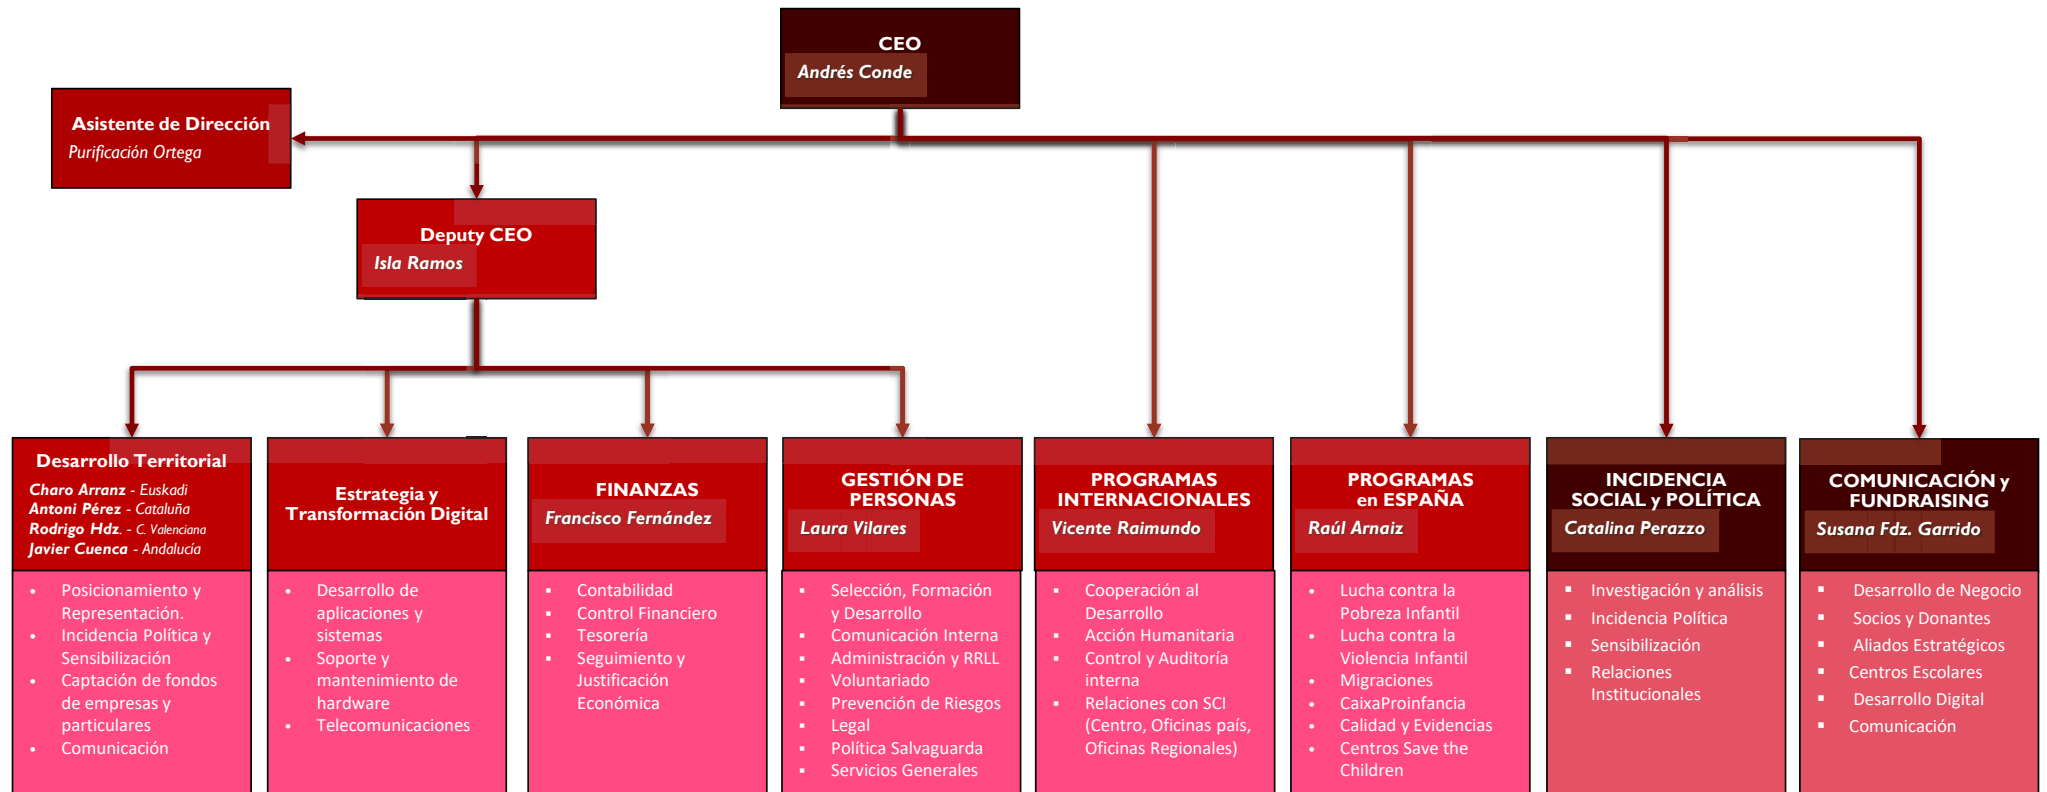 CEO
Andrés Conde
Asistente de Dirección
Purificación Ortega
Deputy CEO
Isla Ramos
Desarrollo Territorial
Charo Arranz - Euskadi
Antoni Pérez - Cataluña
Rodrigo Hdz. - C. Valenciana
Javier Cuenca - Andalucía
• Posicionamiento y
Representación.
• Incidencia Política y
Sensibilización
• Captación de fondos
de empresas y
particulares
• Comunicación
Estrategia y
Transformación Digital
• Desarrollo de
aplicaciones y
sistemas
• Soporte y
mantenimiento de
hardware
• Telecomunicaciones
FINANZAS
Francisco Fernández
▪ Contabilidad
▪ Control Financiero
▪ Tesorería
▪ Seguimiento y
Justificación
Económica
GESTIÓN DE
PERSONAS
Laura Vilares
▪ Selección, Formación
y Desarrollo
▪ Comunicación Interna
▪ Administración y RRLL
▪ Voluntariado
▪ Prevención de Riesgos
▪ Legal
▪ Política Salvaguarda
▪ Servicios Generales
PROGRAMAS
INTERNACIONALES
Vicente Raimundo
▪ Cooperación al
Desarrollo
▪ Acción Humanitaria
▪ Control y Auditoría
interna
▪ Relaciones con SCI
(Centro, Oficinas país,
Oficinas Regionales)
PROGRAMAS
en ESPAÑA
Raúl Arnaiz
• Lucha contra la
Pobreza Infantil
• Lucha contra la
Violencia Infantil
• Migraciones
• CaixaProinfancia
• Calidad y Evidencias
• Centros Save the
Children
INCIDENCIA
SOCIAL y POLÍTICA
Catalina Perazzo
▪ Investigación y análisis
▪ Incidencia Política
▪ Sensibilización
▪ Relaciones
Institucionales
COMUNICACIÓN y
FUNDRAISING
Susana Fdz. Garrido
▪ Desarrollo de Negocio
▪ Socios y Donantes
▪ Aliados Estratégicos
▪ Centros Escolares
▪ Desarrollo Digital
▪ Comunicación